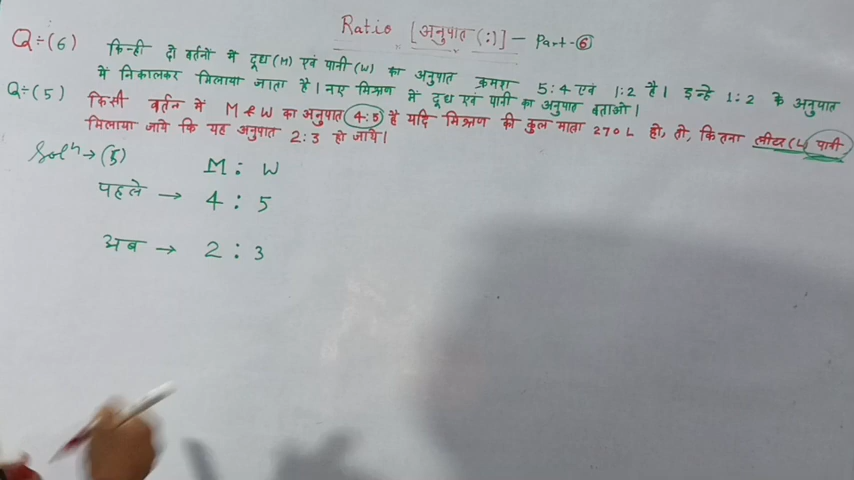 Ratio [अनुपात (:)] - Part-⑥
Q÷(6) किन्ही दो बर्तनों में दूध (M) एवं पानी (W) का अनुपात क्रमशः 5:4 एवं 1:2 है। इन्हे 1:2 के अनुपात
में निकालकर मिलाया जाता है। नए मिश्रण में दूध एवं पानी का अनुपात बताओ।
Q÷(5) किसी बर्तन में M & W का अनुपात 4:5 है यदि मिश्रण की कुल मात्रा 270 L हो, तो, कितना लीटर (L) पानी
मिलाया जाये कि यह अनुपात 2:3 हो जाये।
Solⁿ → (5) M : W
पहले → 4 : 5
अब → 2 : 3